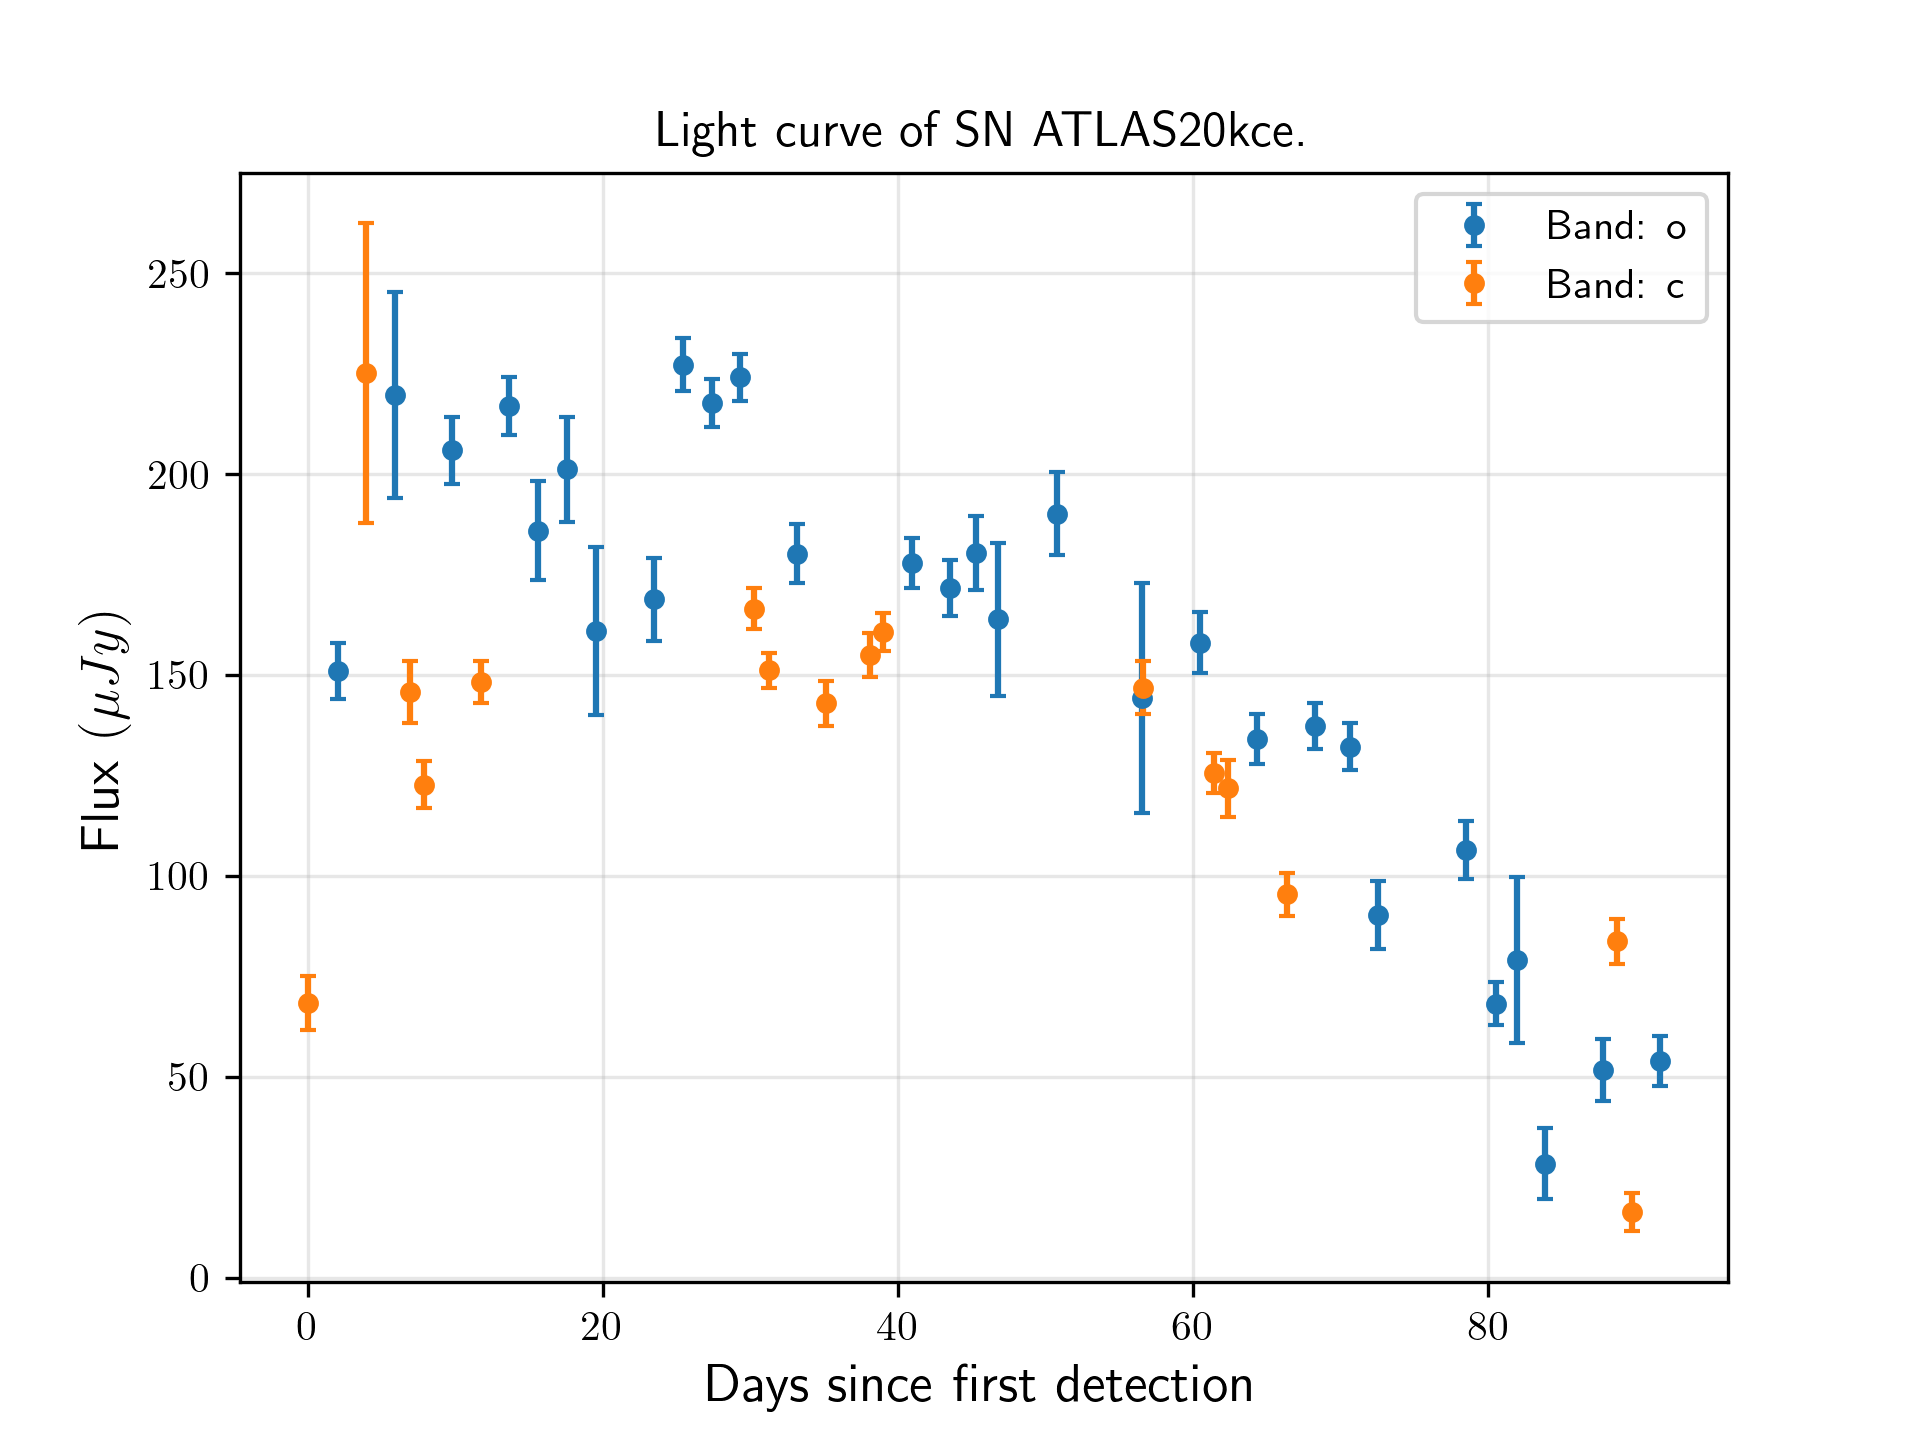 Light curve of SN ATLAS20kce.
Band: o
Band: c
Flux (μJy)
250
200
150
100
50
0
0 20 40 60 80
Days since first detection